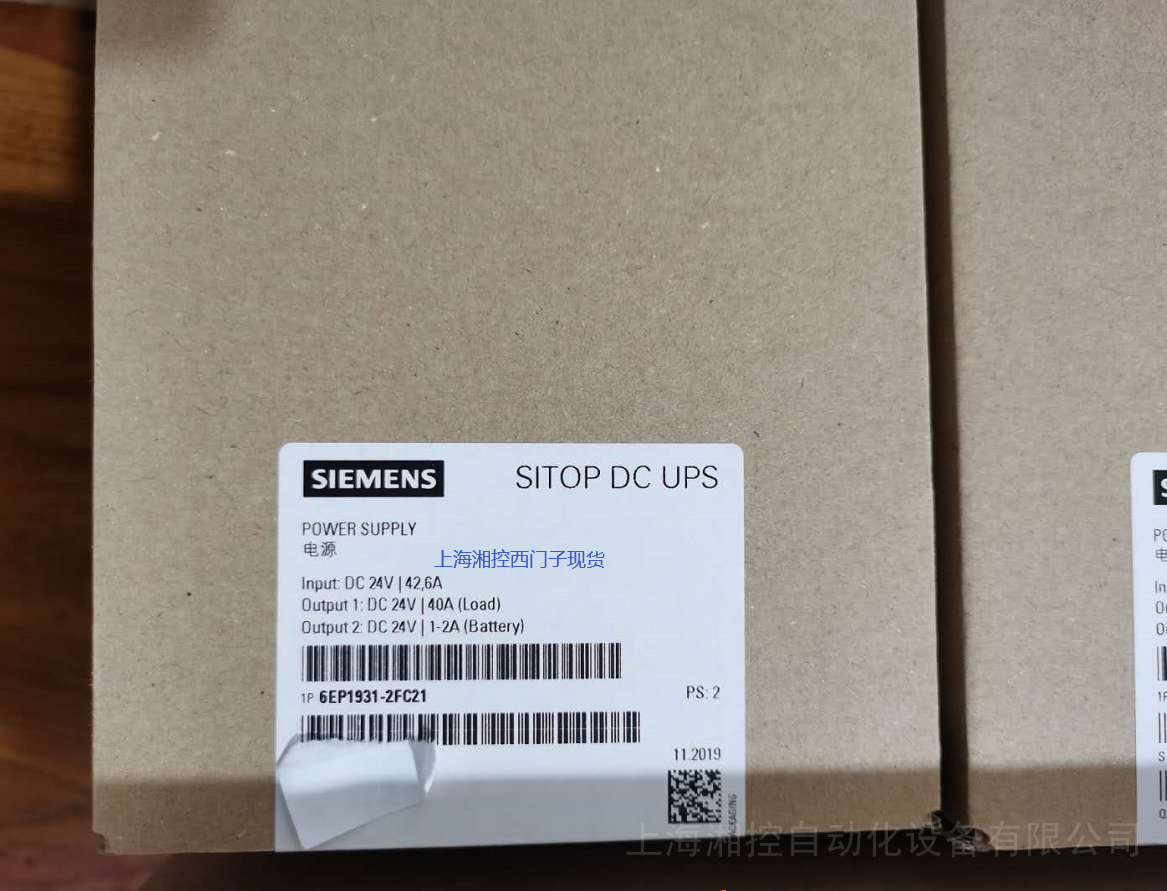 SIEMENS
SITOP DC UPS
POWER SUPPLY
电源
上海湘控西门子现货
Input: DC 24V | 42,6A
Output 1: DC 24V | 40A (Load)
Output 2: DC 24V | 1-2A (Battery)
1P 6EP1931-2FC21
PS: 2
11.2019
PACKAGING
上海湘控自动化设备有限公司